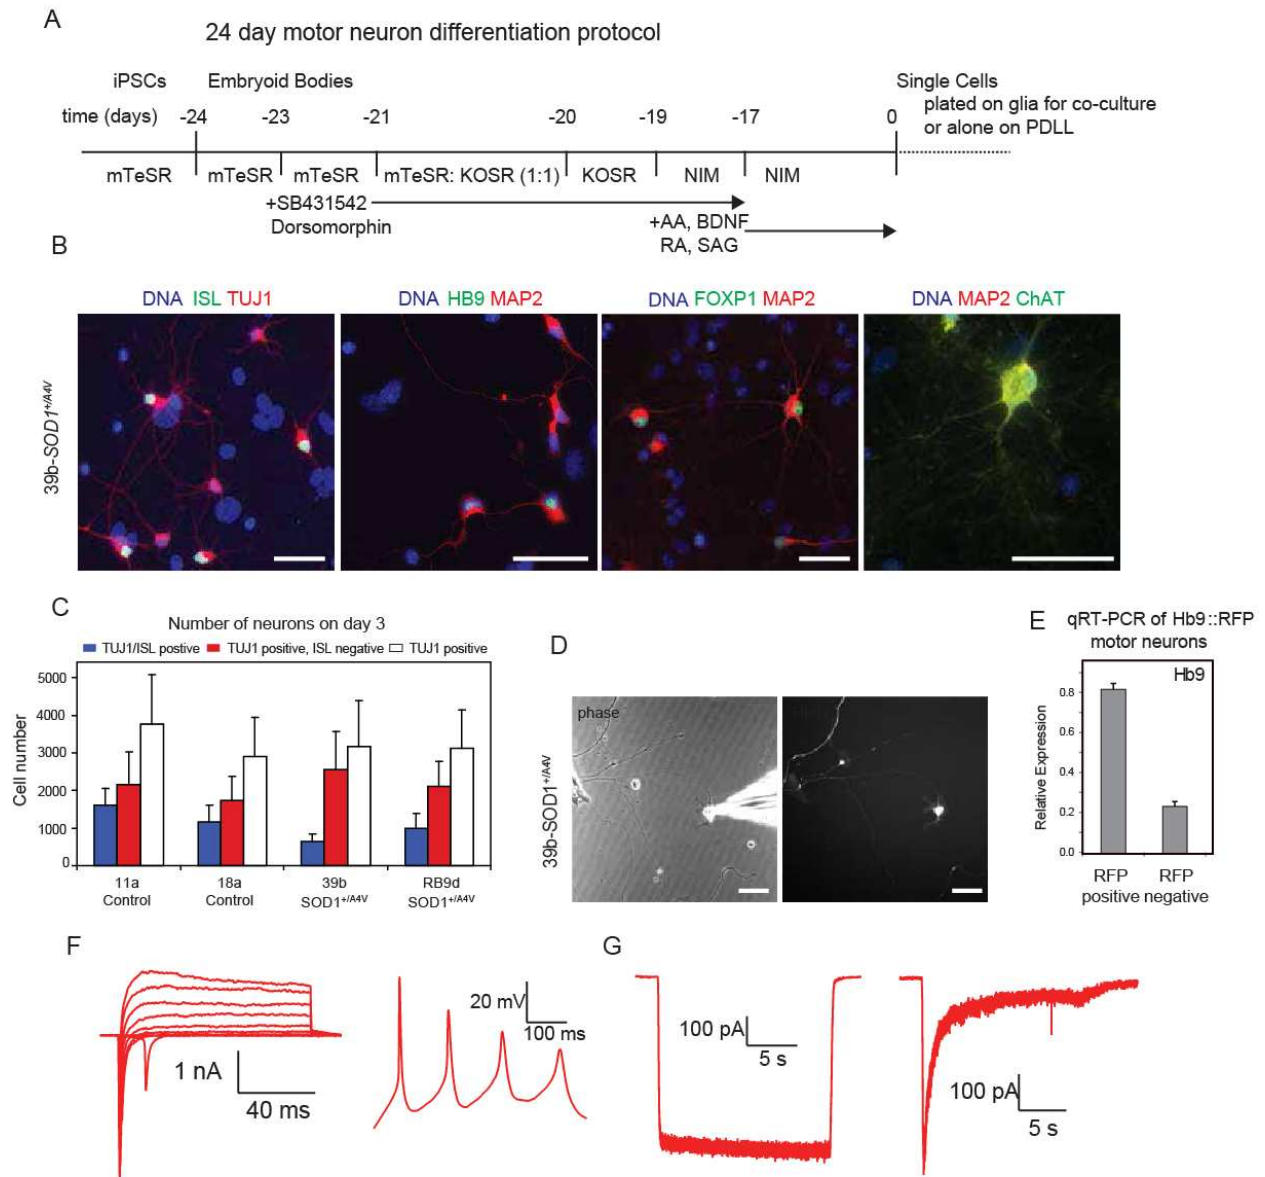 A
24 day motor neuron differentiation protocol
iPSCs Embryoid Bodies Single Cells
plated on glia for co-culture
or alone on PDLL
time (days) -24 -23 -21 -20 -19 -17 0
mTeSR mTeSR mTeSR mTeSR: KOSR (1:1) KOSR NIM NIM
+SB431542
Dorsomorphin
+AA, BDNF
RA, SAG
B
DNA ISL TUJ1
DNA HB9 MAP2
DNA FOXP1 MAP2
DNA MAP2 ChAT
39b-SOD1+/A4V
C
Number of neurons on day 3
TUJ1/ISL postive TUJ1 positive, ISL negative TUJ1 positive
Cell number
5000
4000
3000
2000
1000
0
11a
Control
18a
Control
39b
SOD1+/A4V
RB9d
SOD1+/A4V
D
phase
39b-SOD1+/A4V
E
qRT-PCR of Hb9::RFP
motor neurons
Hb9
Relative Expression
0.8
0.6
0.4
0.2
0.0
RFP
positive
RFP
negative
F
1 nA
40 ms
20 mV
100 ms
G
100 pA
5 s
100 pA
5 s